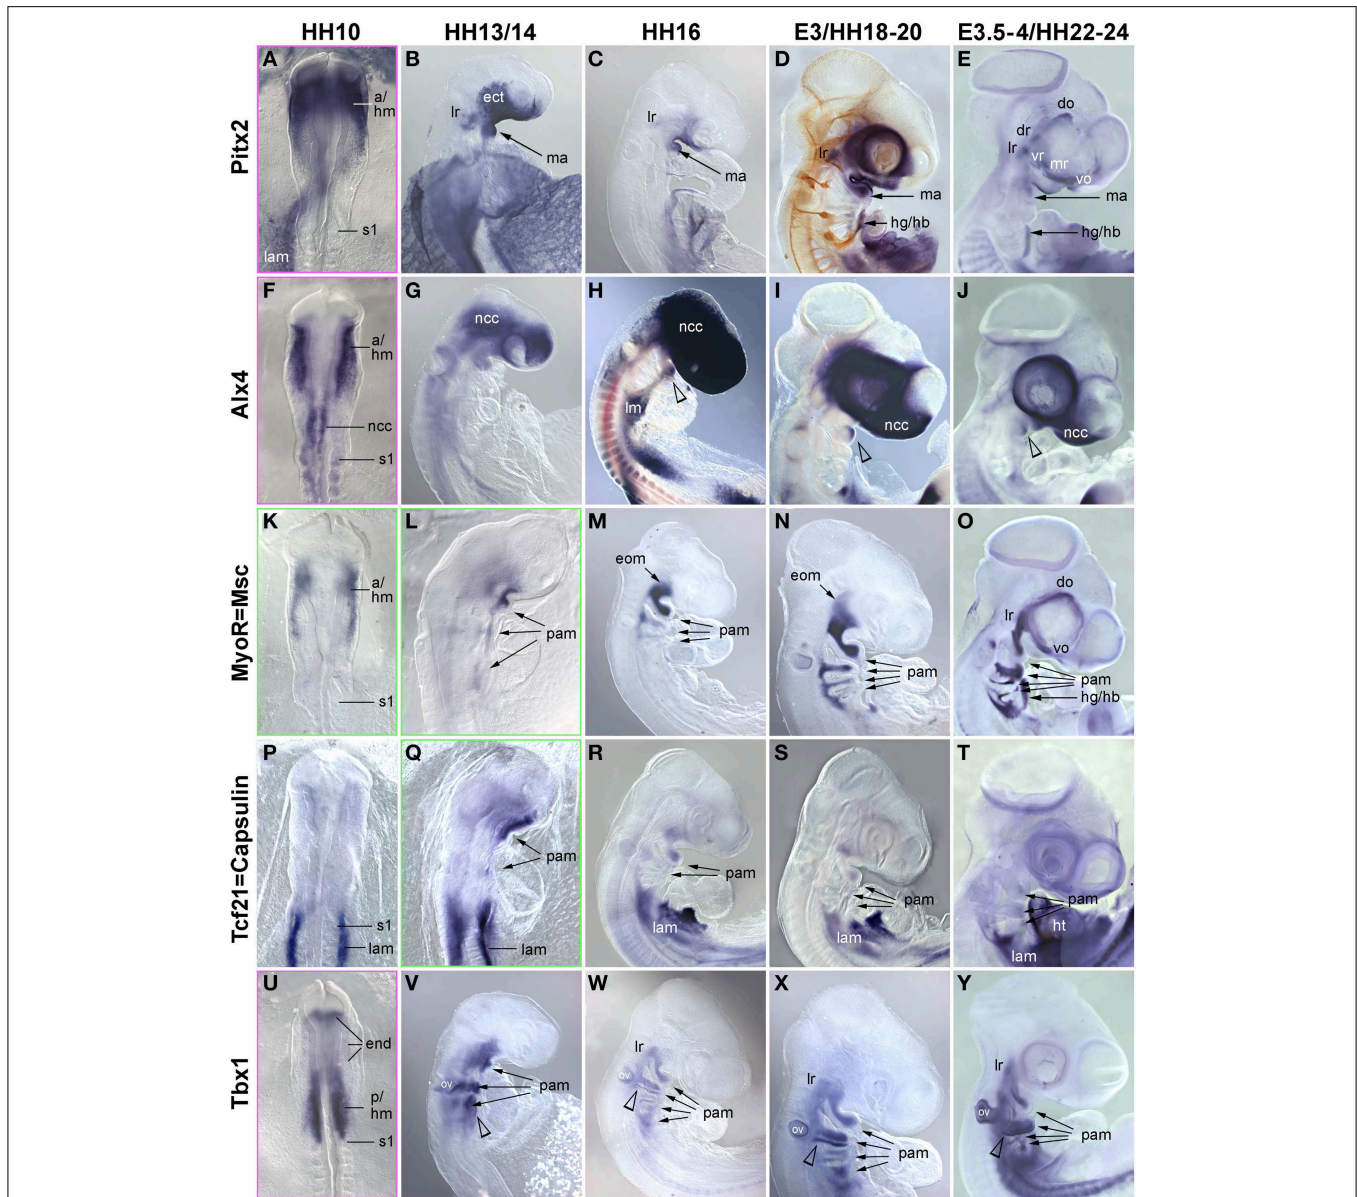 HH10 HH13/14 HH16 E3/HH18-20 E3.5-4/HH22-24
Pitx2
A a/ hm s1 lam
B ect lr ma
C lr ma
D lr ma hg/hb
E do dr lr vr mr vo ma hg/hb
Alx4
F a/ hm ncc s1
G ncc
H ncc lm
I ncc
J ncc
MyoR=Msc
K a/ hm s1
L pam
M eom pam
N eom pam
O do lr vo pam hg/hb
Tcf21=Capsulin
P s1 lam
Q pam lam
R pam lam
S pam lam
T pam ht lam
Tbx1
U end p/ hm s1
V ov pam
W lr ov pam
X lr ov pam
Y lr ov pam